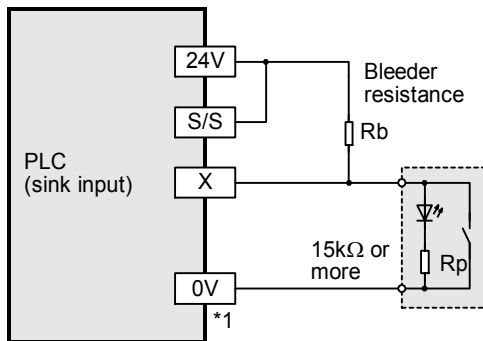 24V
Bleeder
resistance
S/S
Rb
PLC
(sink input)
X
15kΩ or
more
Rp
0V
*1